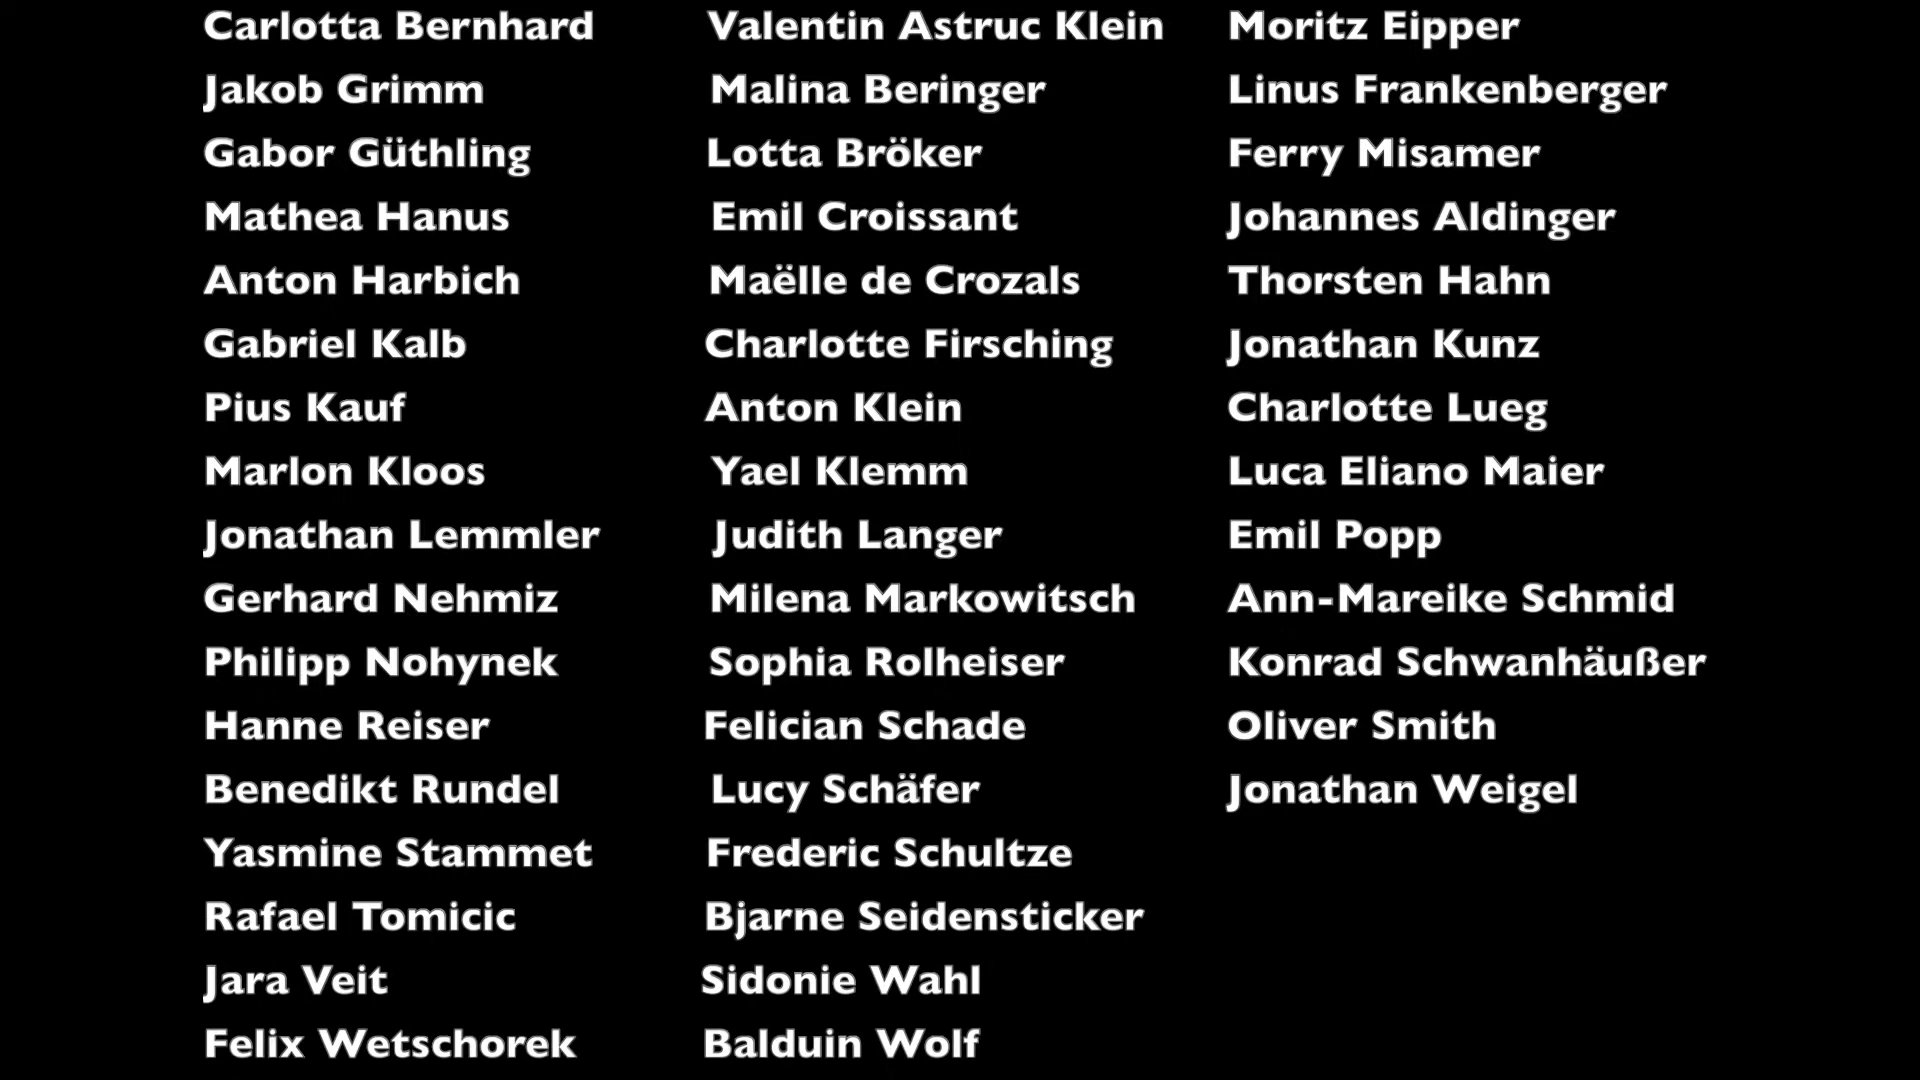 Carlotta Bernhard
Jakob Grimm
Gabor Güthling
Mathea Hanus
Anton Harbich
Gabriel Kalb
Pius Kauf
Marlon Kloos
Jonathan Lemmler
Gerhard Nehmiz
Philipp Nohynek
Hanne Reiser
Benedikt Rundel
Yasmine Stammet
Rafael Tomicic
Jara Veit
Felix Wetschorek
Valentin Astruc Klein
Malina Beringer
Lotta Bröker
Emil Croissant
Maëlle de Crozals
Charlotte Firsching
Anton Klein
Yael Klemm
Judith Langer
Milena Markowitsch
Sophia Rolheiser
Felician Schade
Lucy Schäfer
Frederic Schultze
Bjarne Seidensticker
Sidonie Wahl
Balduin Wolf
Moritz Eipper
Linus Frankenberger
Ferry Misamer
Johannes Aldinger
Thorsten Hahn
Jonathan Kunz
Charlotte Lueg
Luca Eliano Maier
Emil Popp
Ann-Mareike Schmid
Konrad Schwanhäußer
Oliver Smith
Jonathan Weigel